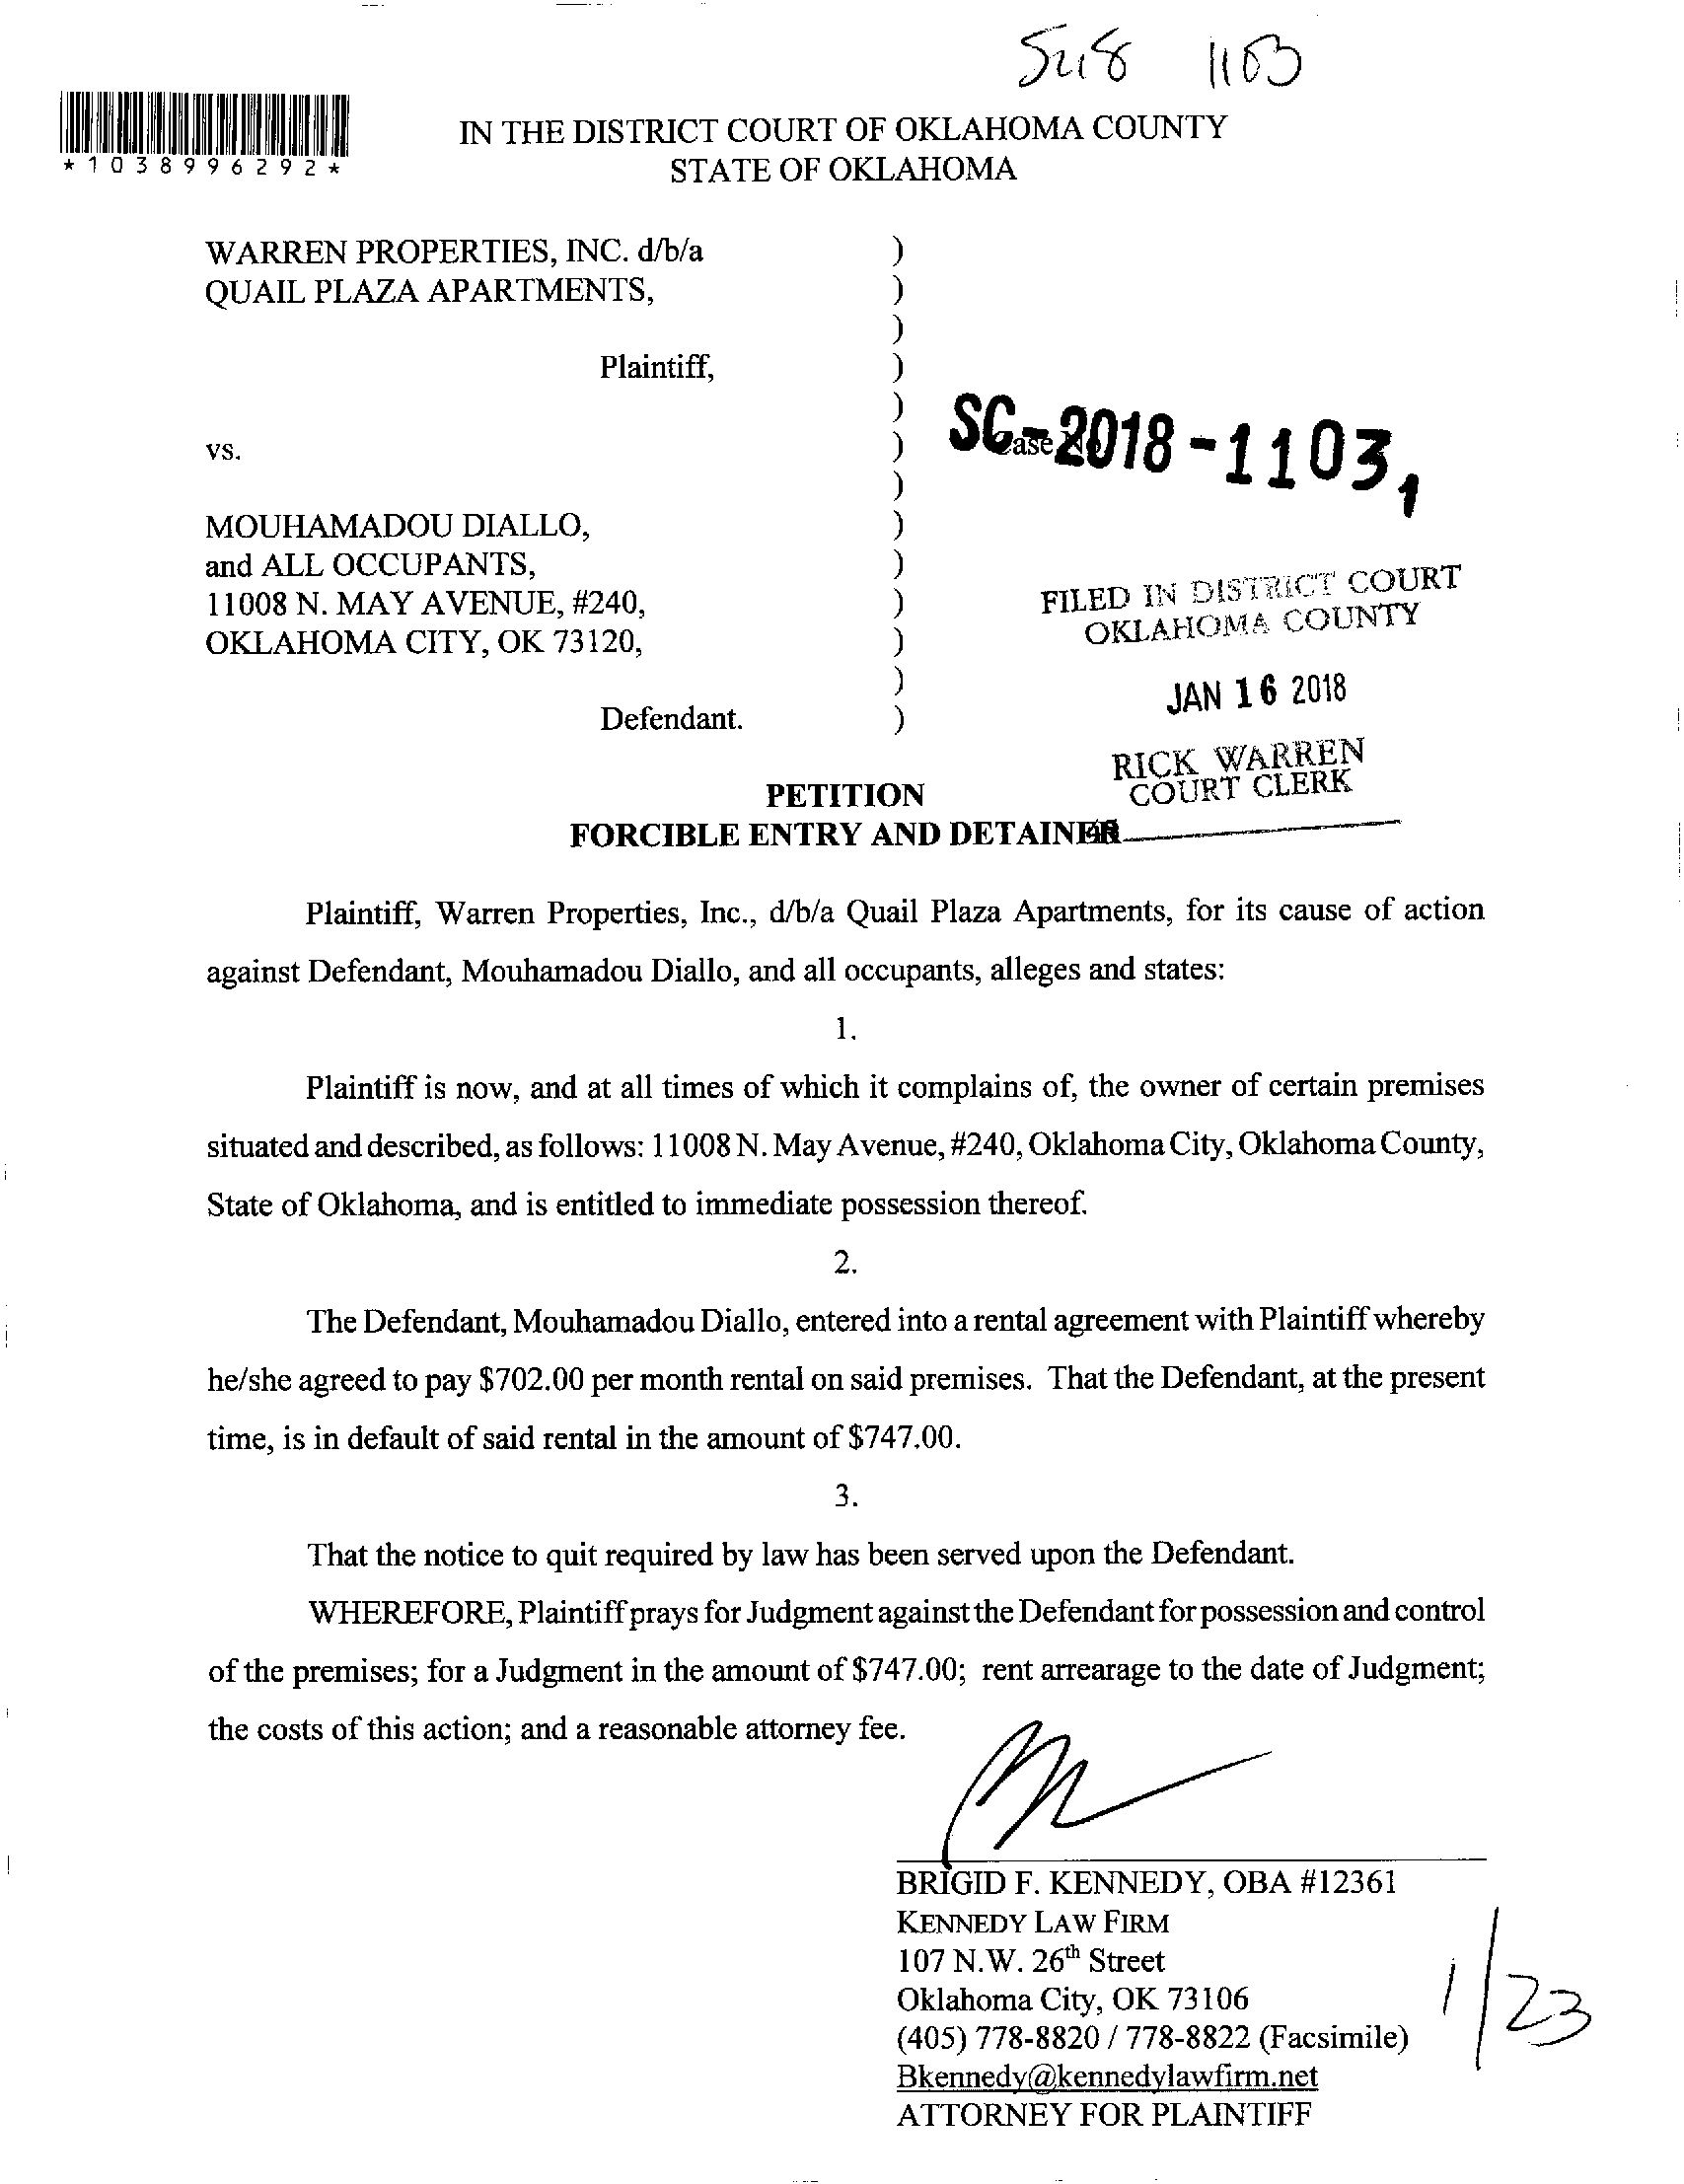 1103
*1038996292*
IN THE DISTRICT COURT OF OKLAHOMA COUNTY
STATE OF OKLAHOMA
WARREN PROPERTIES, INC. d/b/a )
QUAIL PLAZA APARTMENTS, )
)
Plaintiff, )
)
vs. )
)
SC-2018-1103,
MOUHAMADOU DIALLO, )
and ALL OCCUPANTS, )
11008 N. MAY AVENUE, #240, )
OKLAHOMA CITY, OK 73120, )
)
Defendant. )
FILED IN DISTRICT COURT
OKLAHOMA COUNTY
JAN 16 2018
RICK WARREN
COURT CLERK
PETITION
FORCIBLE ENTRY AND DETAINER
Plaintiff, Warren Properties, Inc., d/b/a Quail Plaza Apartments, for its cause of action
against Defendant, Mouhamadou Diallo, and all occupants, alleges and states:
1.
Plaintiff is now, and at all times of which it complains of, the owner of certain premises
situated and described, as follows: 11008 N. May Avenue, #240, Oklahoma City, Oklahoma County,
State of Oklahoma, and is entitled to immediate possession thereof.
2.
The Defendant, Mouhamadou Diallo, entered into a rental agreement with Plaintiff whereby
he/she agreed to pay $702.00 per month rental on said premises. That the Defendant, at the present
time, is in default of said rental in the amount of $747.00.
3.
That the notice to quit required by law has been served upon the Defendant.
WHEREFORE, Plaintiff prays for Judgment against the Defendant for possession and control
of the premises; for a Judgment in the amount of $747.00; rent arrearage to the date of Judgment;
the costs of this action; and a reasonable attorney fee.
BRIGID F. KENNEDY, OBA #12361
KENNEDY LAW FIRM
107 N.W. 26th Street
Oklahoma City, OK 73106
(405) 778-8820 / 778-8822 (Facsimile)
Bkennedy@kennedylawfirm.net
ATTORNEY FOR PLAINTIFF
1/23